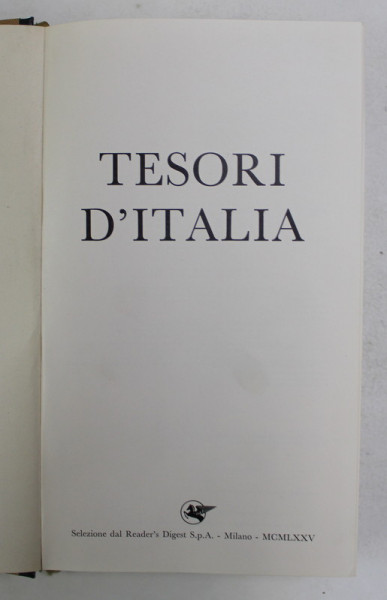 TESORI
D'ITALIA
Selezione dal Reader's Digest S.p.A. - Milano - MCMLXXV